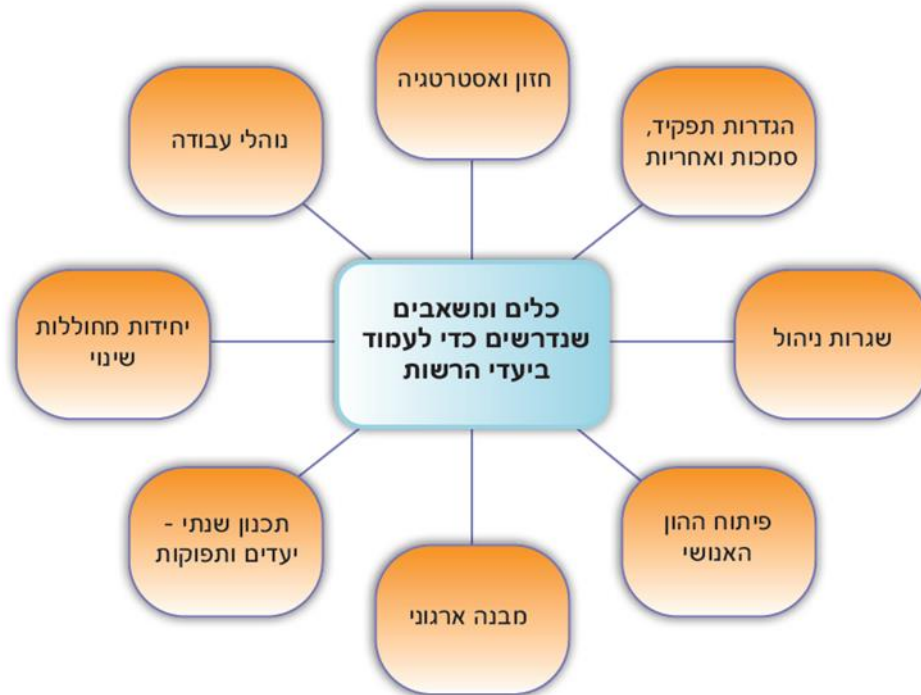 חזון ואסטרטגיה
הגדרות תפקיד,
סמכות ואחריות
שגרות ניהול
פיתוח ההון
האנושי
מבנה ארגוני
תכנון שנתי -
יעדים ותפוקות
יחידות מחוללות
שינוי
נוהלי עבודה
כלים ומשאבים
שנדרשים כדי לעמוד
ביעדי הרשות